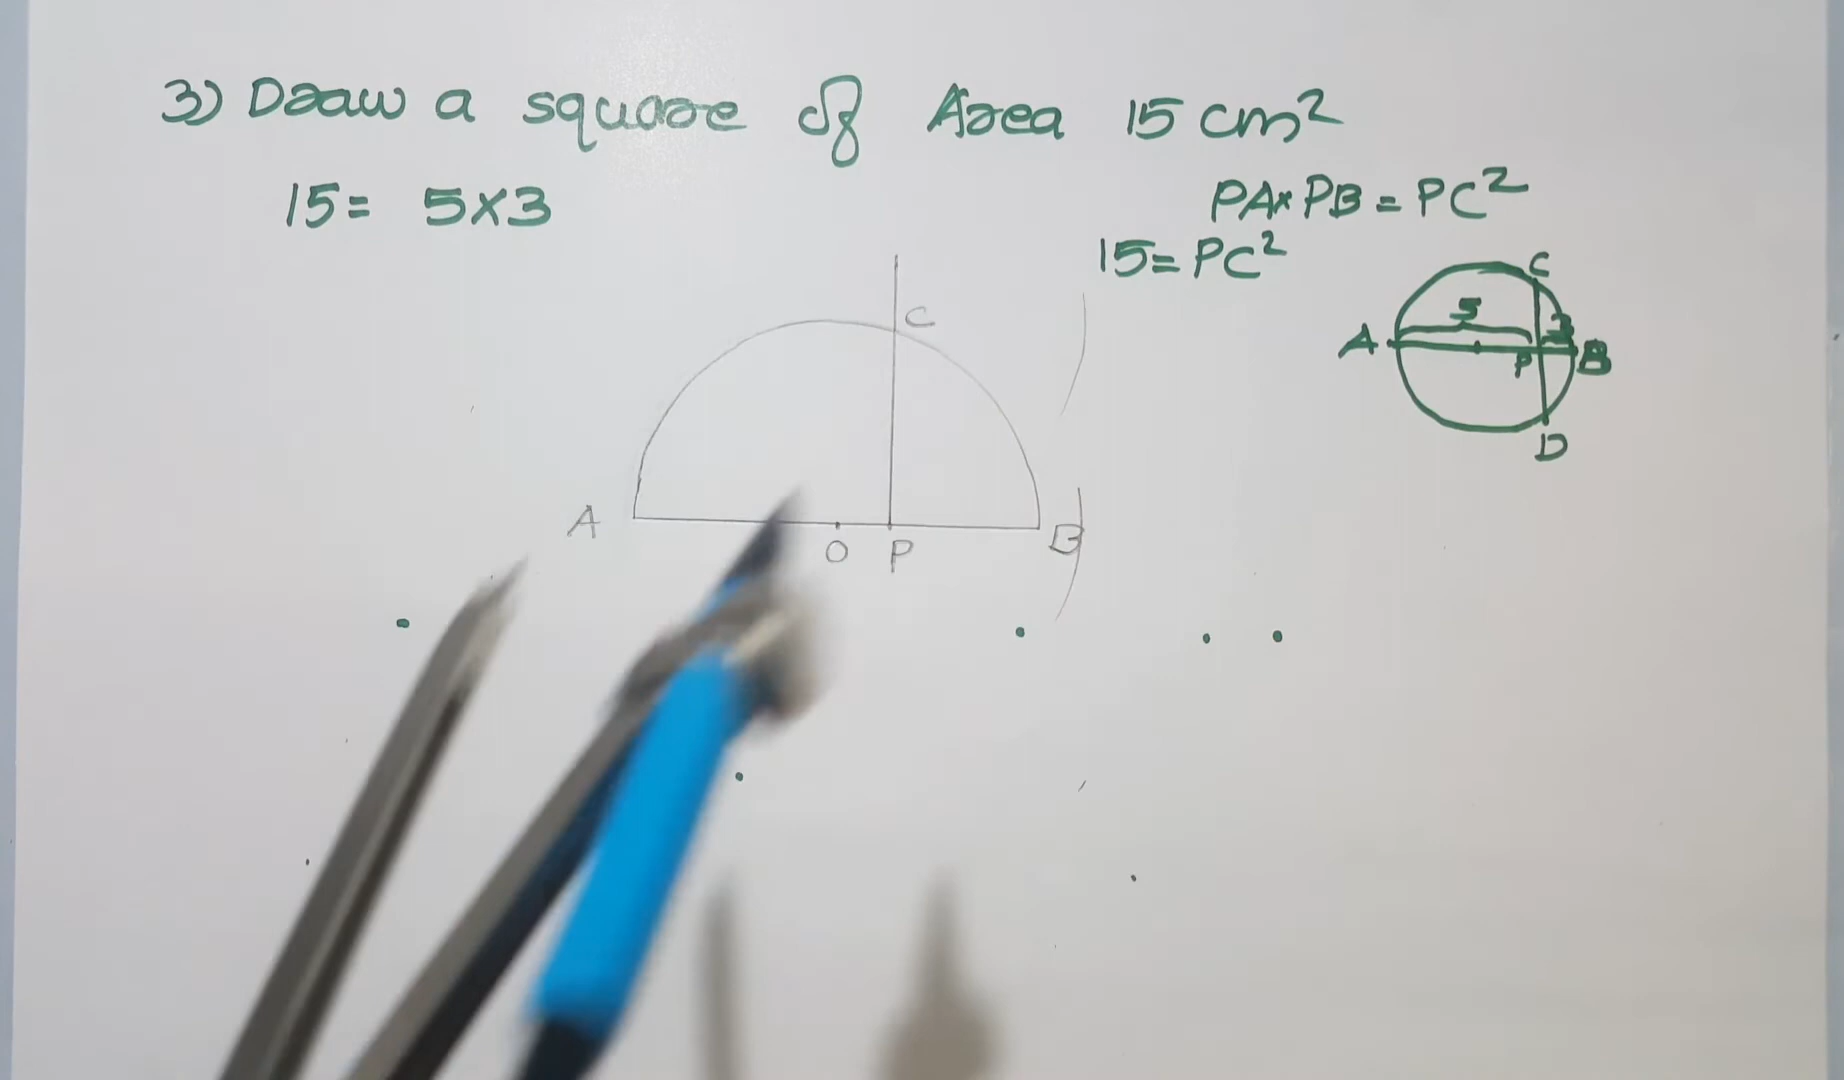 3) Draw a square of Area 15 cm²
15 = 5×3
PA× PB = PC²
15 = PC²
C
5
3
A
P
B
D
C
A
O
P
B